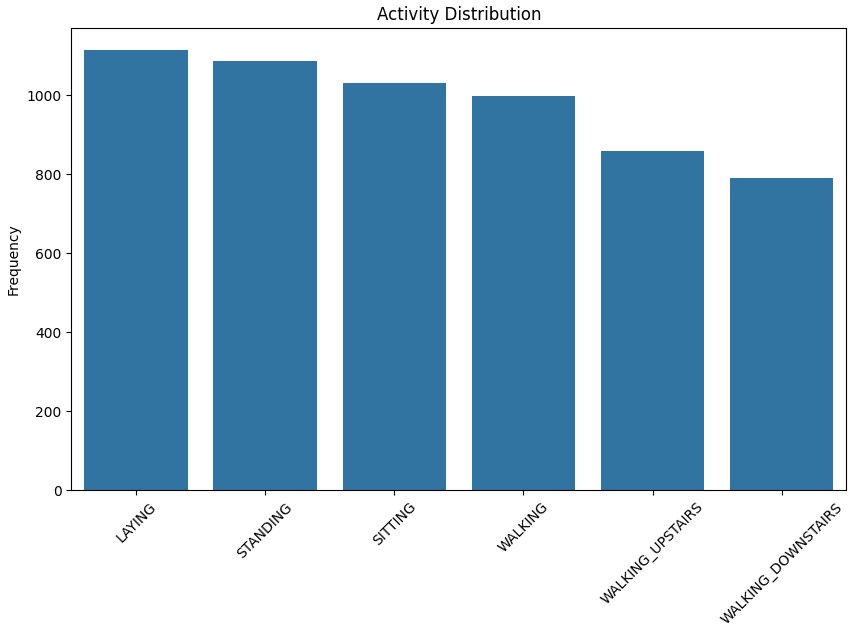 Activity Distribution
Frequency
1000
800
600
400
200
0
LAYING
STANDING
SITTING
WALKING
WALKING_UPSTAIRS
WALKING_DOWNSTAIRS